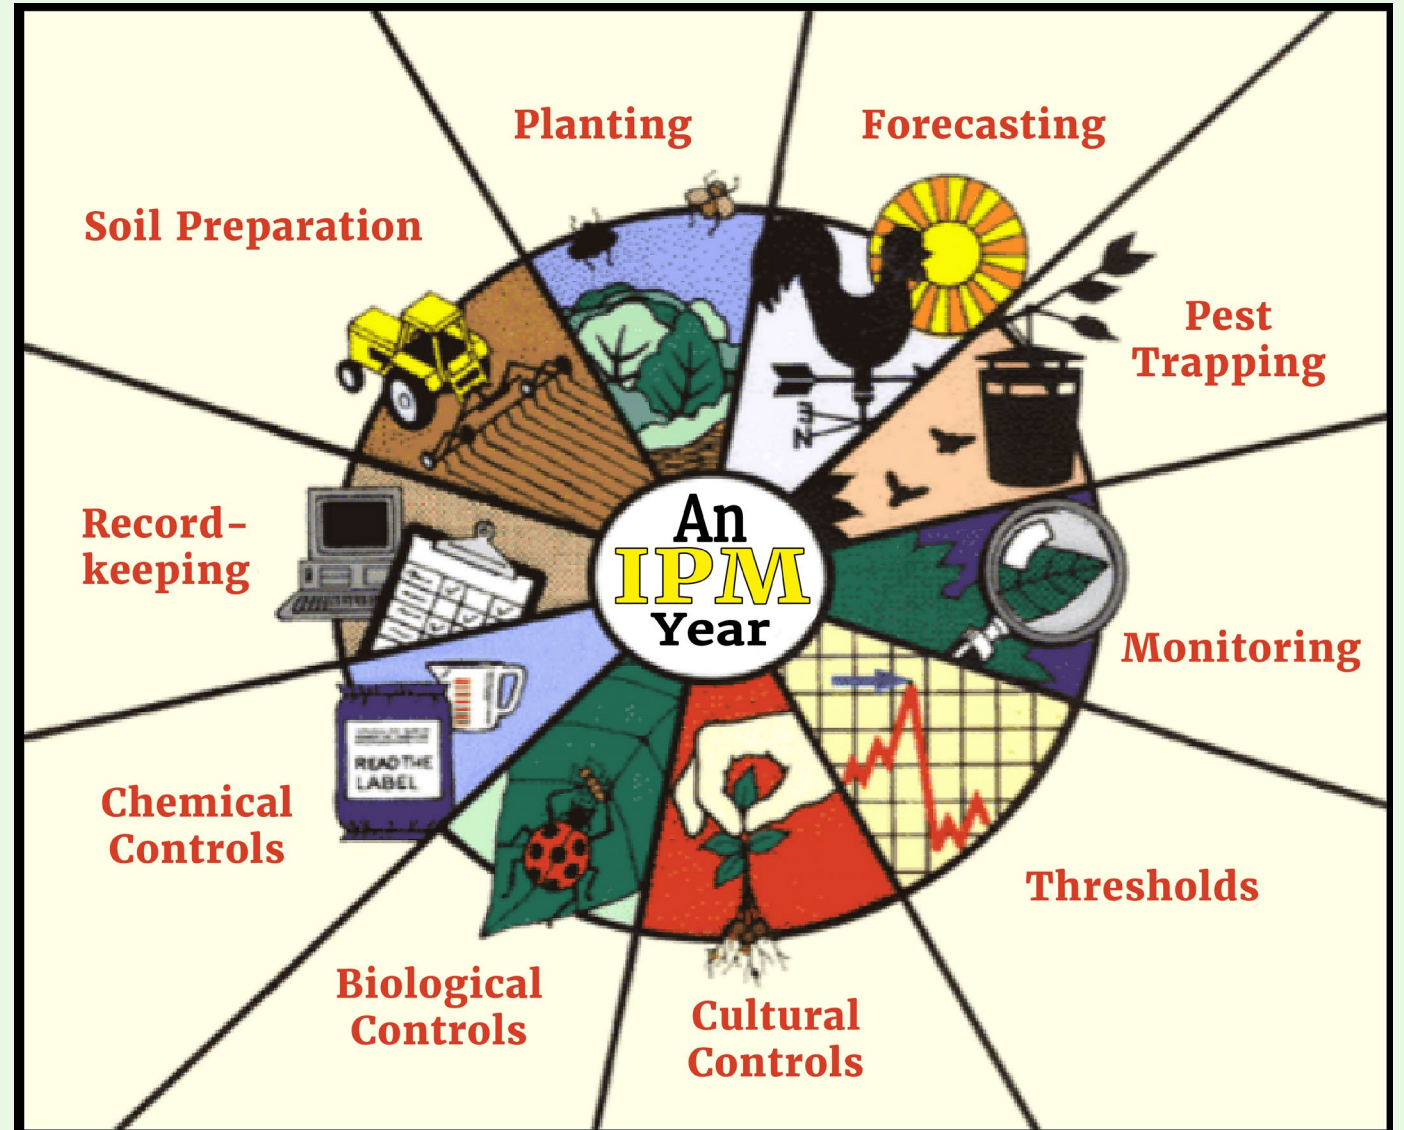 Planting
Forecasting
Soil Preparation
Pest
Trapping
Record-
keeping
An
IPM
Year
Monitoring
READ THE
LABEL
Chemical
Controls
Thresholds
Biological
Controls
Cultural
Controls
E
N